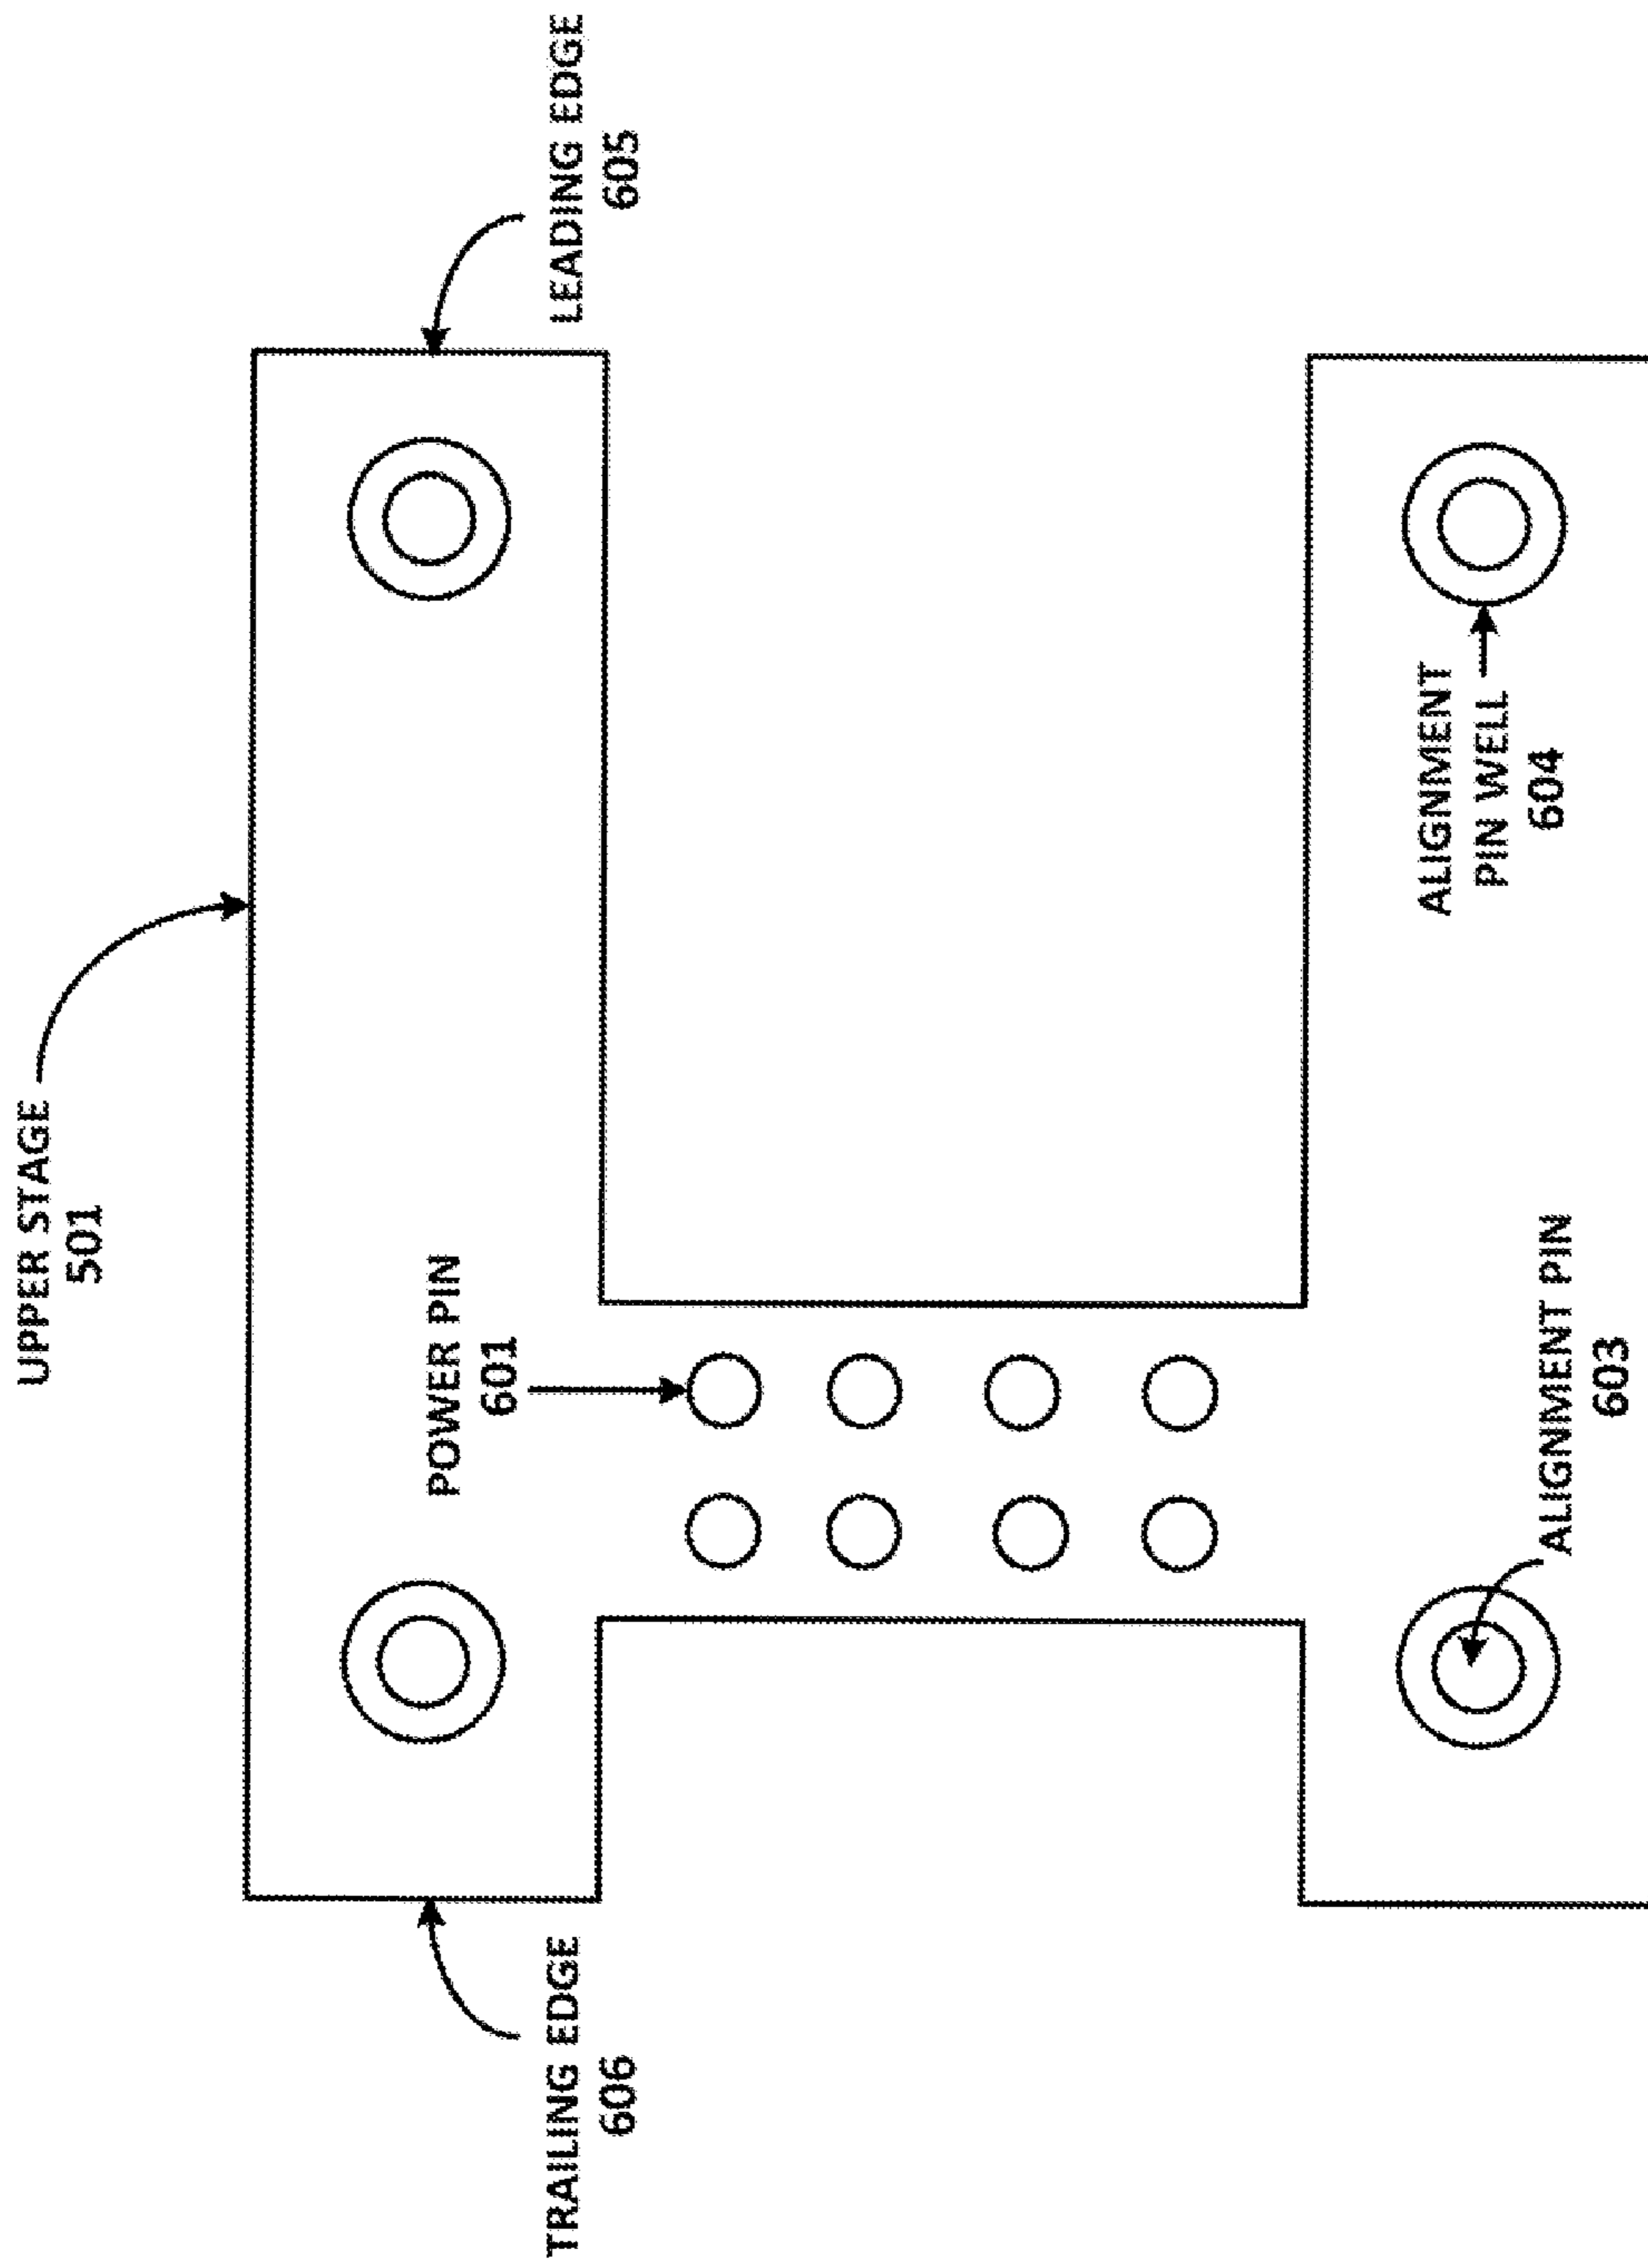 UPPER STAGE
501
TRAILING EDGE
606
LEADING EDGE
605
POWER PIN
601
ALIGNMENT
PIN WELL
604
ALIGNMENT PIN
603